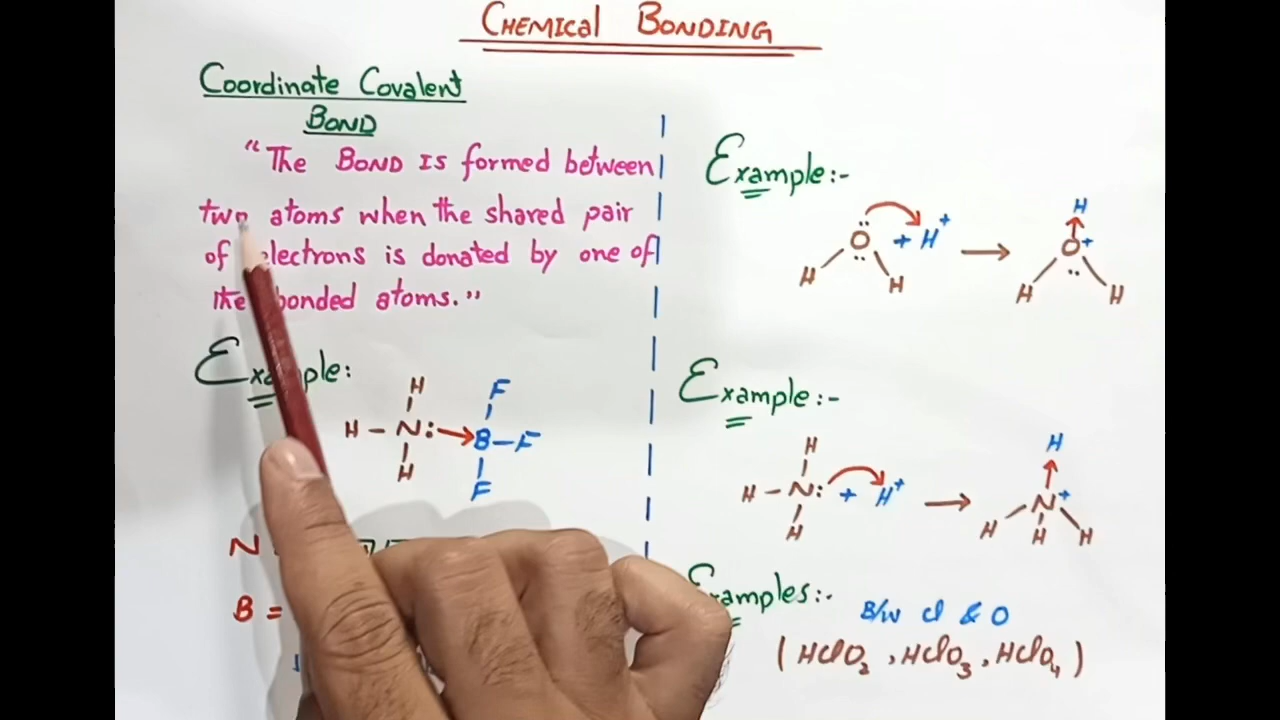 CHEMICAL BONDING
Coordinate Covalent
BOND
"The BOND IS formed between
two atoms when the shared pair
of electrons is donated by one of
the bonded atoms."
Example:
H
F
H – N: → B – F
H
F
N
B =
Example:-
Ö + H⁺ →
H H
H
O⁺
H H
Example:-
H
H – N: + H⁺ →
H
H
N⁺
H H H
Examples:-
B/w Cl & O
(HClO₂, HClO₃, HClO₄)